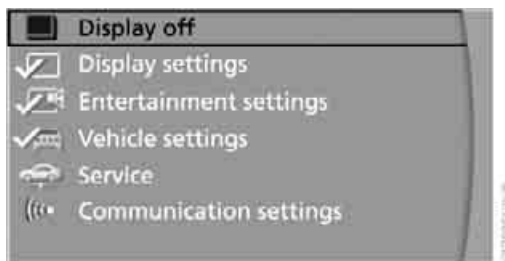 Display off
Display settings
Entertainment settings
Vehicle settings
Service
Communication settings